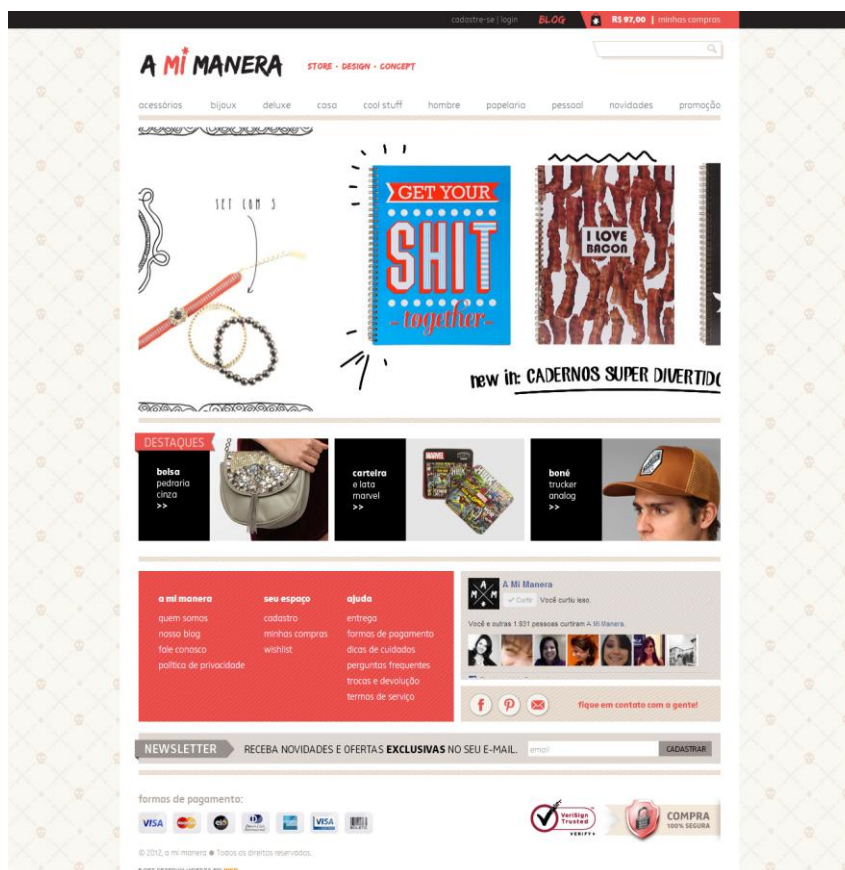 cadastre-se | login BLOG R$ 97,00 | minhas compras
A MI MANERA STORE • DESIGN • CONCEPT
acessórios bijoux deluxe casa cool stuff hombre papelaria pessoal novidades promoção
SET COM 3
GET YOUR
SHIT
- together -
I LOVE
BACON
new in: CADERNOS SUPER DIVERTIDO
DESTAQUES
bolsa
pedraria
cinza
>>
carteira
e lata
marvel
>>
MARVEL
boné
trucker
analog
>>
a mi manera
quem somos
nosso blog
fale conosco
política de privacidade
seu espaço
cadastro
minhas compras
wishlist
ajuda
entrega
formas de pagamento
dicas de cuidados
perguntas frequentes
trocas e devolução
termos de serviço
A Mi Manera
Curtir Você curtiu isso.
Você e outras 1.931 pessoas curtiram A Mi Manera.
fique em contato com a gente!
NEWSLETTER RECEBA NOVIDADES E OFERTAS EXCLUSIVAS NO SEU E-MAIL. email CADASTRAR
formas de pagamento:
VISA VISA BOLETO
VeriSign
Trusted
VERIFY
COMPRA
100% SEGURA
© 2012, a mi manera Todos os direitos reservados.